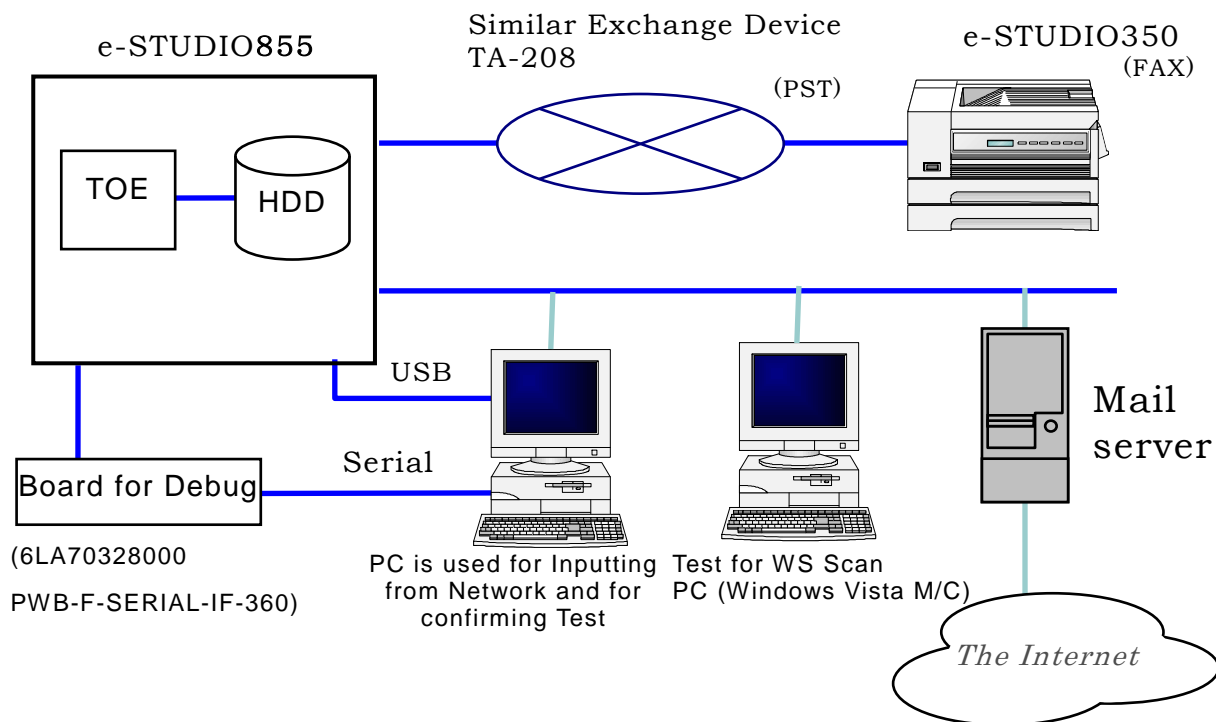 e-STUDIO855
Similar Exchange Device
TA-208
(PST)
e-STUDIO350
(FAX)
TOE
HDD
USB
Serial
Board for Debug
(6LA70328000
PWB-F-SERIAL-IF-360)
PC is used for Inputting
from Network and for
confirming Test
Test for WS Scan
PC (Windows Vista M/C)
Mail
server
The Internet